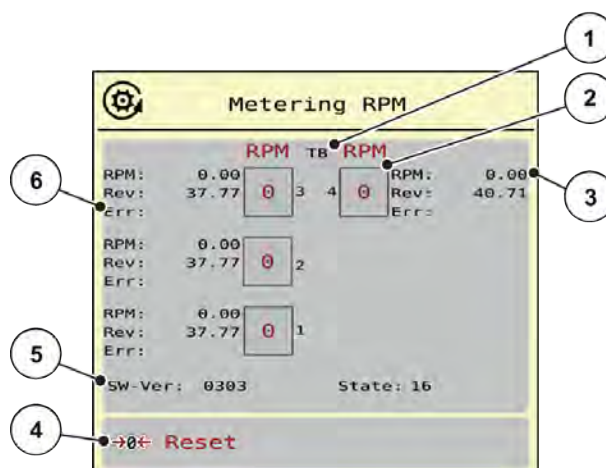 1
Metering RPM
2
RPM TB RPM
RPM: 0.00 RPM: 0.00
6 Rev: 37.77 0 3 4 0 Rev: 40.71 3
Err: Err:
RPM: 0.00
Rev: 37.77 0 2
Err:
RPM: 0.00
Rev: 37.77 0 1
Err:
5
SW-Ver: 0303 State: 16
4 →0← Reset